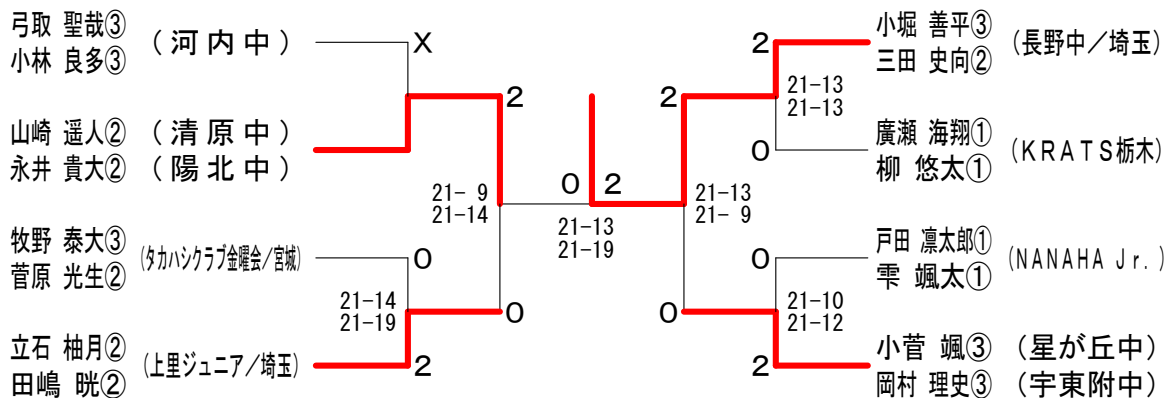 弓取 聖哉③
小林 良多③
(河内中)
X
山崎 遥人②
永井 貴大②
(清原中)
(陽北中)
2
21- 9
21-14
牧野 泰大③
菅原 光生②
(タカハシクラブ金曜会/宮城)
0
21-14
21-19
0
立石 柚月②
田嶋 晄②
(上里ジュニア/埼玉)
2
0 2
21-13
21-19
2
小堀 善平③
三田 史向②
(長野中/埼玉)
2
21-13
21-13
0
廣瀬 海翔①
柳 悠太①
(KRATS栃木)
21-13
21- 9
0
戸田 凛太郎①
雫 颯太①
(NANAHA Jr.)
0
21-10
21-12
2
小菅 颯③
岡村 理史③
(星が丘中)
(宇東附中)